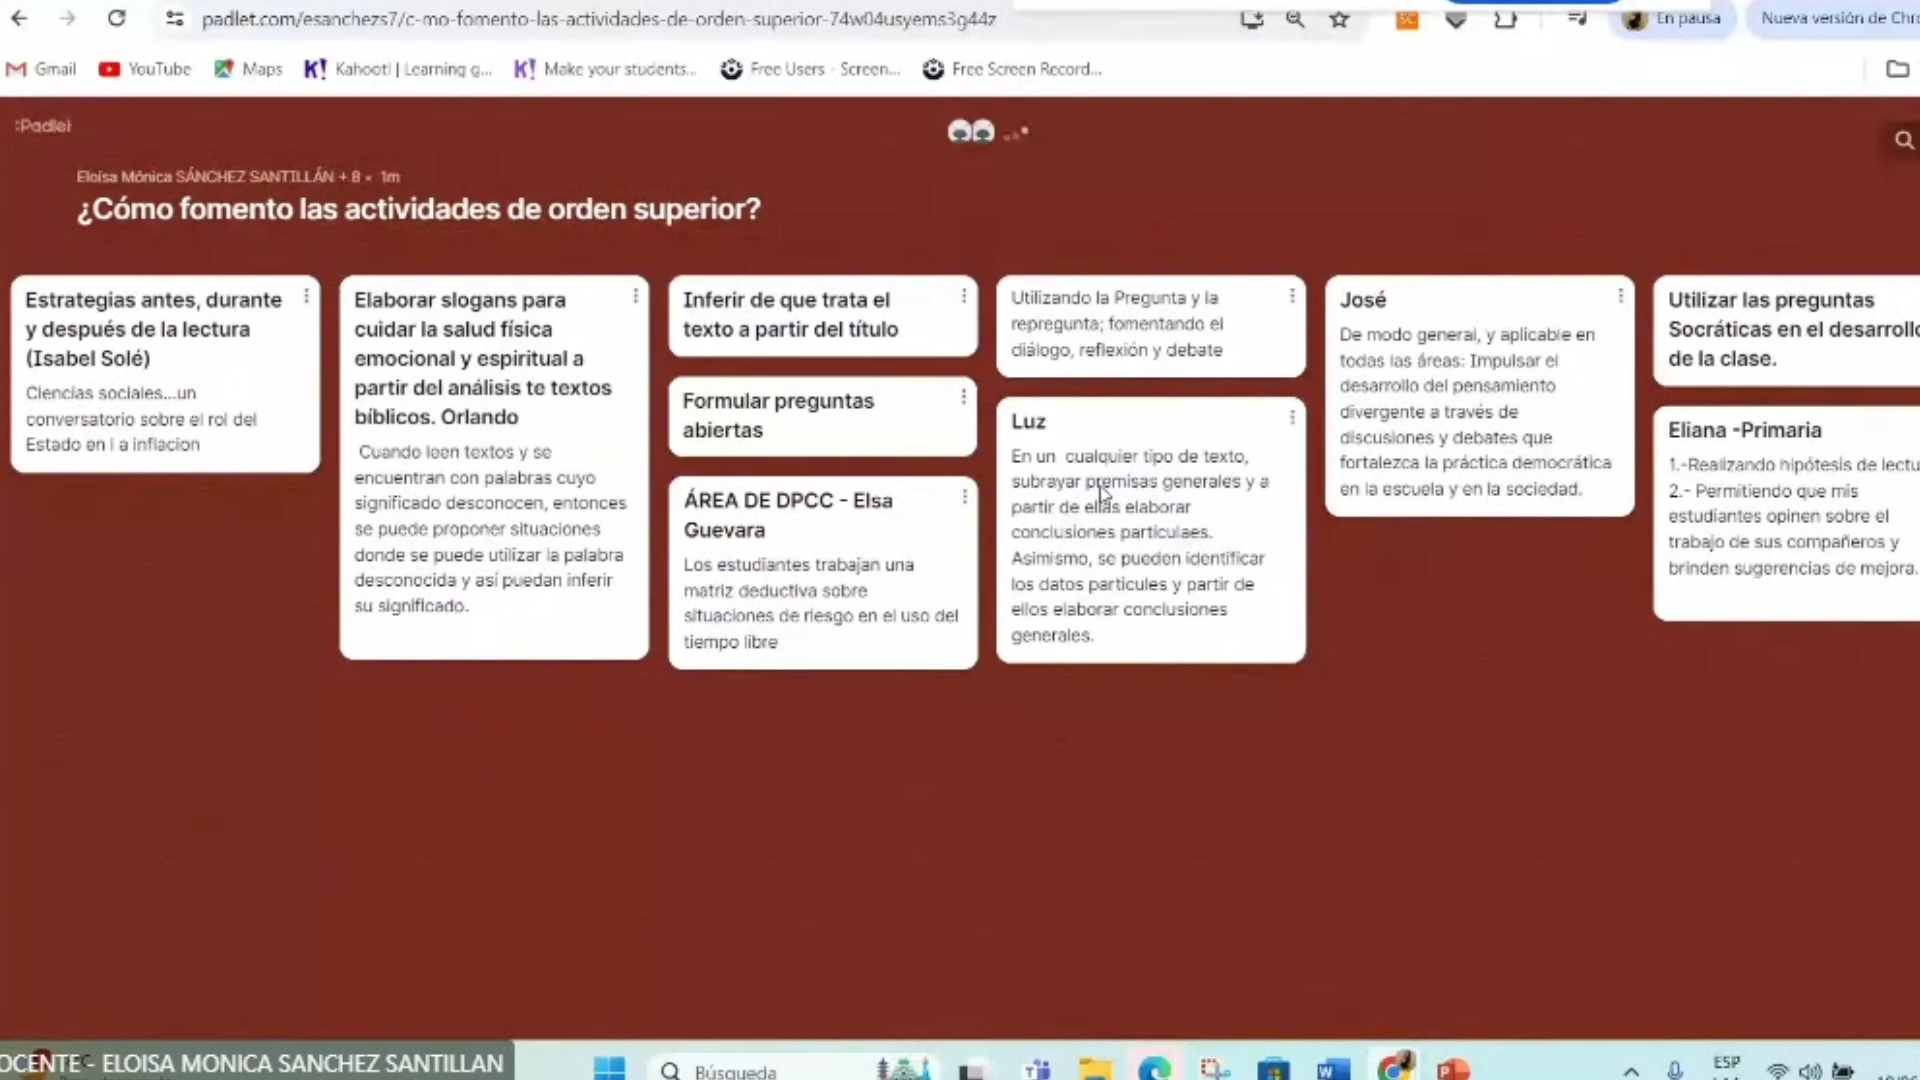 padlet.com/esanchezs7/c-mo-fomento-las-actividades-de-orden-superior-74w04usyems3g44z
En pausa
Nueva versión de Chr
Gmail
YouTube
Maps
Kahoot! | Learning g...
Make your students...
Free Users - Screen...
Free Screen Record...
:Padlet
Eloísa Mónica SÁNCHEZ SANTILLÁN + 8 • 1m
¿Cómo fomento las actividades de orden superior?
Estrategias antes, durante
y después de la lectura
(Isabel Solé)
Ciencias sociales...un
conversatorio sobre el rol del
Estado en l a inflacion
Elaborar slogans para
cuidar la salud física
emocional y espiritual a
partir del análisis te textos
bíblicos. Orlando
Cuando leen textos y se
encuentran con palabras cuyo
significado desconocen, entonces
se puede proponer situaciones
donde se puede utilizar la palabra
desconocida y asi puedan inferir
su significado.
Inferir de que trata el
texto a partir del título
Formular preguntas
abiertas
ÁREA DE DPCC - Elsa
Guevara
Los estudiantes trabajan una
matriz deductiva sobre
situaciones de riesgo en el uso del
tiempo libre
Utilizando la Pregunta y la
repregunta; fomentando el
diálogo, reflexión y debate
Luz
En un cualquier tipo de texto,
subrayar premisas generales y a
partir de ellas elaborar
conclusiones particulaes.
Asimismo, se pueden identificar
los datos particules y partir de
ellos elaborar conclusiones
generales.
José
De modo general, y aplicable en
todas las áreas: Impulsar el
desarrollo del pensamiento
divergente a través de
discusiones y debates que
fortalezca la práctica democrática
en la escuela y en la sociedad.
Utilizar las preguntas
Socráticas en el desarrollo
de la clase.
Eliana -Primaria
1.-Realizando hipótesis de lectu
2.- Permitiendo que mis
estudiantes opinen sobre el
trabajo de sus compañeros y
brinden sugerencias de mejora.
OCENTE - ELOISA MONICA SANCHEZ SANTILLAN
Búsqueda
ESP